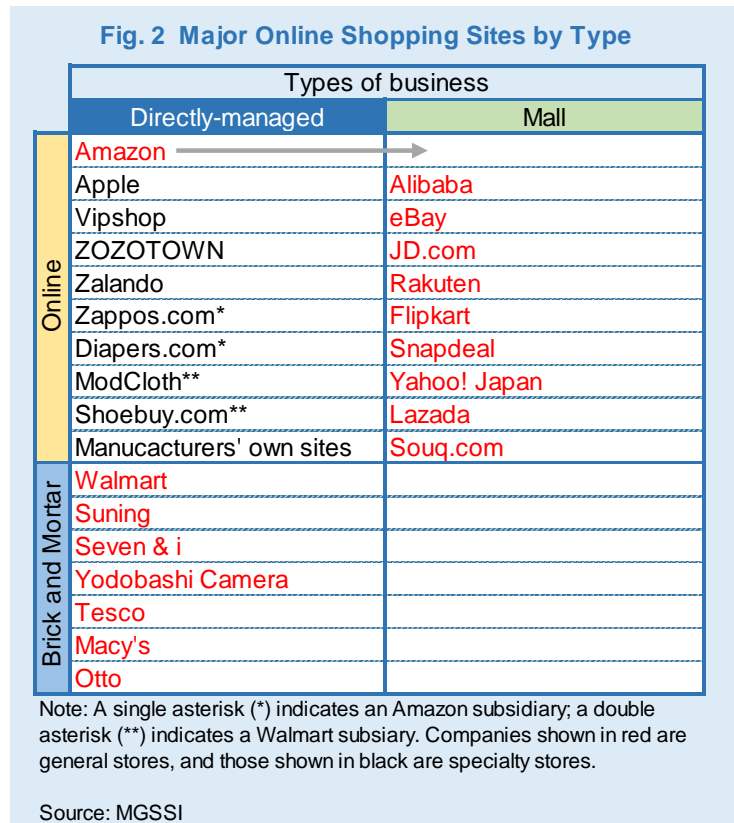 Fig. 2  Major Online Shopping Sites by Type
Types of business
Directly-managed Mall
Online
Amazon
Apple Alibaba
Vipshop eBay
ZOZOTOWN JD.com
Zalando Rakuten
Zappos.com* Flipkart
Diapers.com* Snapdeal
ModCloth** Yahoo! Japan
Shoebuy.com** Lazada
Manucacturers' own sites Souq.com
Brick and Mortar
Walmart
Suning
Seven & i
Yodobashi Camera
Tesco
Macy's
Otto
Note: A single asterisk (*) indicates an Amazon subsidiary; a double
asterisk (**) indicates a Walmart subsiary. Companies shown in red are
general stores, and those shown in black are specialty stores.
Source: MGSSI